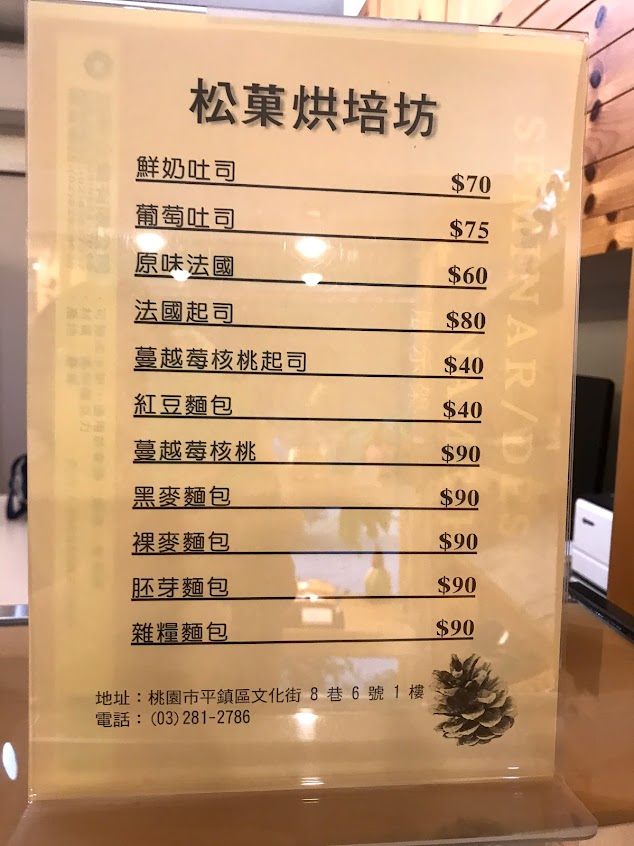 松菓烘培坊
鮮奶吐司 $70
葡萄吐司 $75
原味法國 $60
法國起司 $80
蔓越莓核桃起司 $40
紅豆麵包 $40
蔓越莓核桃 $90
黑麥麵包 $90
裸麥麵包 $90
胚芽麵包 $90
雜糧麵包 $90
地址：桃園市平鎮區文化街 8 巷 6 號 1 樓
電話：(03)281-2786
SEMINAR/DES